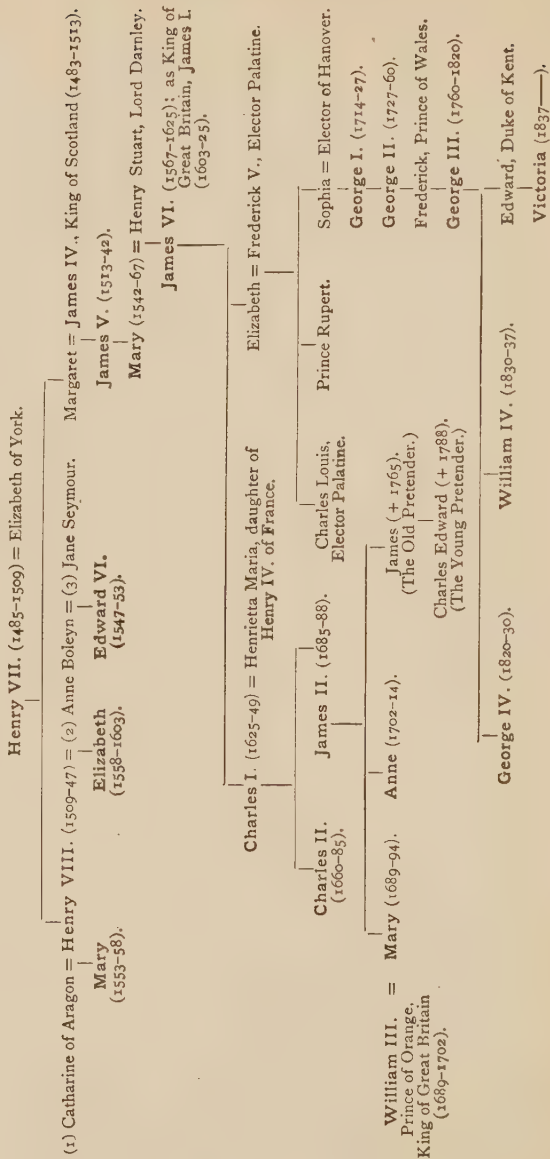 Henry VII. (1485-1509) = Elizabeth of York.
(1) Catharine of Aragon = Henry VIII. (1509-47) = (2) Anne Boleyn = (3) Jane Seymour.
Margaret = James IV., King of Scotland (1483-1513).
Mary
(1553-58).
Elizabeth
(1558-1603).
Edward VI.
(1547-53).
James V. (1513-42).
Mary (1542-67) = Henry Stuart, Lord Darnley.
James VI. (1567-1625): as King of
Great Britain, James I.
(1603-25)
Charles I. (1625-49) = Henrietta Maria, daughter of
Henry IV. of France.
Elizabeth = Frederick V., Elector Palatine.
Charles II.
(1660-85).
James II. (1685-88).
Charles Louis,
Elector Palatine.
Prince Rupert.
Sophia = Elector of Hanover.
George I. (1714-27).
George II. (1727-60).
Frederick, Prince of Wales.
George III. (1760-1820).
William III. = Mary (1689-94).
Prince of Orange,
King of Great Britain
(1689-1702).
Anne (1702-14)
James (+ 1765).
(The Old Pretender.)
Charles Edward (+ 1788).
(The Young Pretender.)
George IV. (1820-30).
William IV. (1830-37).
Edward, Duke of Kent.
Victoria (1837—).